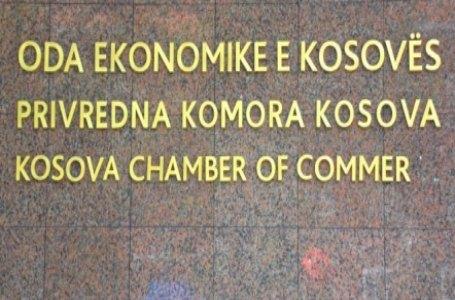 ODA EKONOMIKE E KOSOVËS
PRIVREDNA KOMORA KOSOVA
KOSOVA CHAMBER OF COMMER